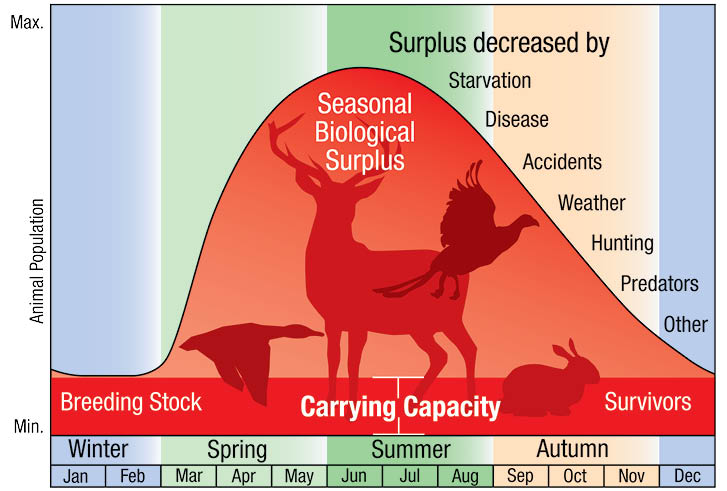 Max.
Surplus decreased by
Starvation
Seasonal
Biological
Surplus
Disease
Accidents
Weather
Hunting
Predators
Other
Animal Population
Breeding Stock
Carrying Capacity
Survivors
Min.
Winter Spring Summer Autumn
Jan Feb Mar Apr May Jun Jul Aug Sep Oct Nov Dec